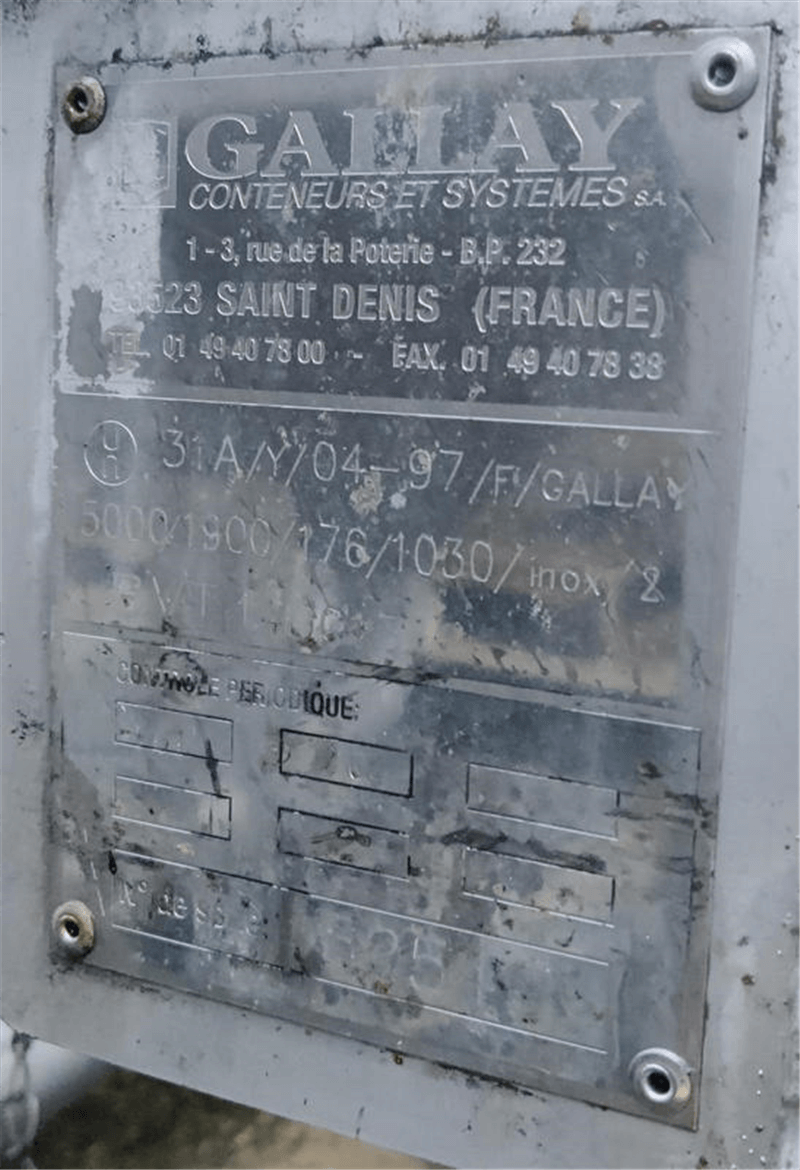 GALLAY
CONTENEURS ET SYSTEMES S.A.
1 - 3, rue de la Poterie - B.P. 232
93523 SAINT DENIS (FRANCE)
TEL. 01 49 40 78 00 - FAX. 01 49 40 78 38
UN 31A/Y/04-97/F/GALLAY
5000/1900/176/1030/inox/2
CONTROLE PERIODIQUE:
N° de